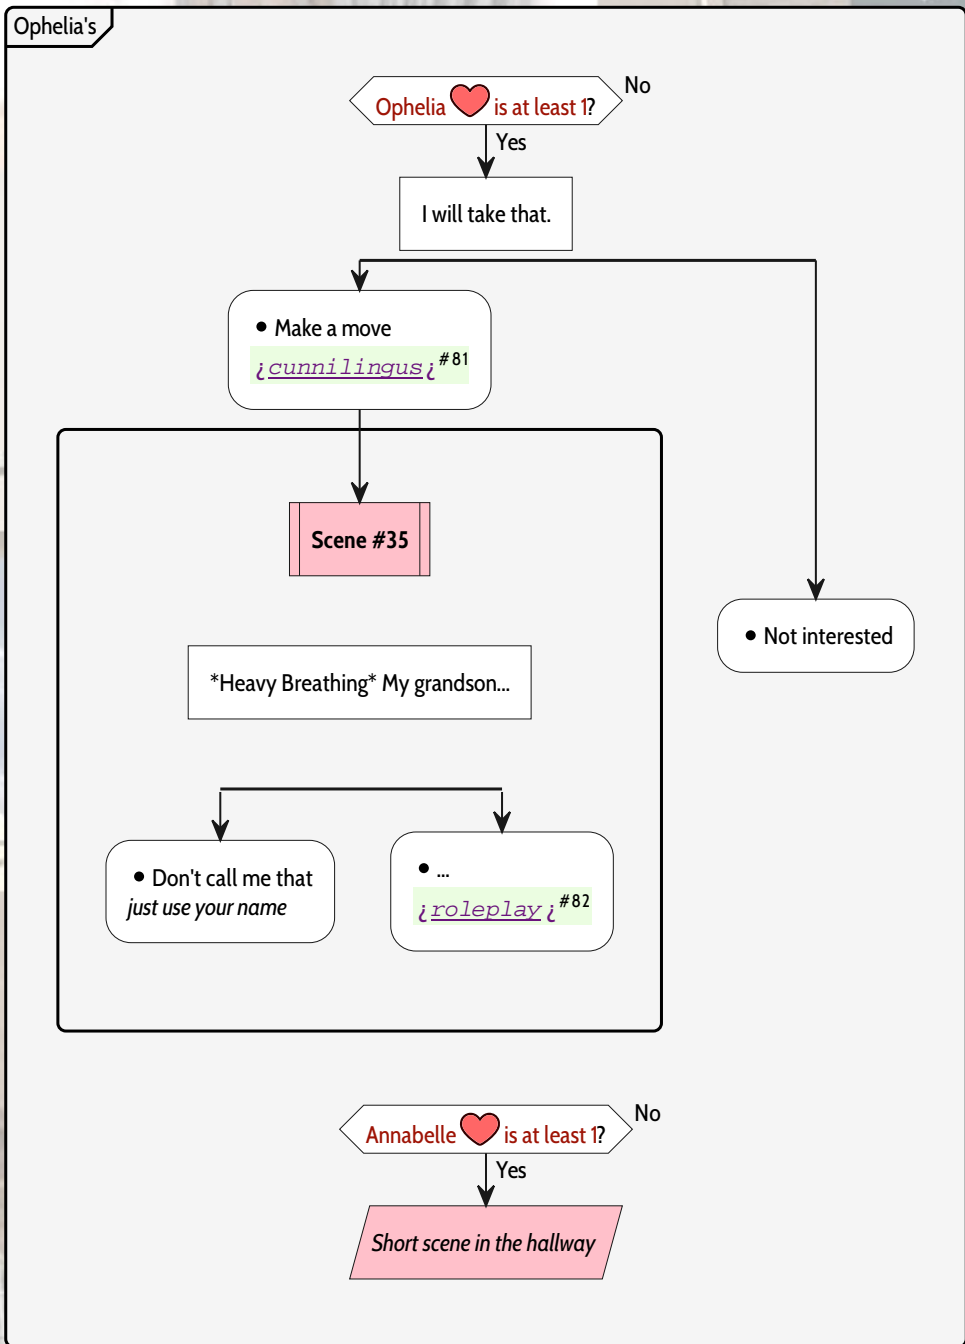 Ophelia's
Ophelia is at least 1?
No
Yes
I will take that.
• Make a move
¿cunnilingus¿#81
Scene #35
• Not interested
*Heavy Breathing* My grandson...
• Don't call me that
just use your name
• ...
¿roleplay¿#82
Annabelle is at least 1?
No
Yes
Short scene in the hallway